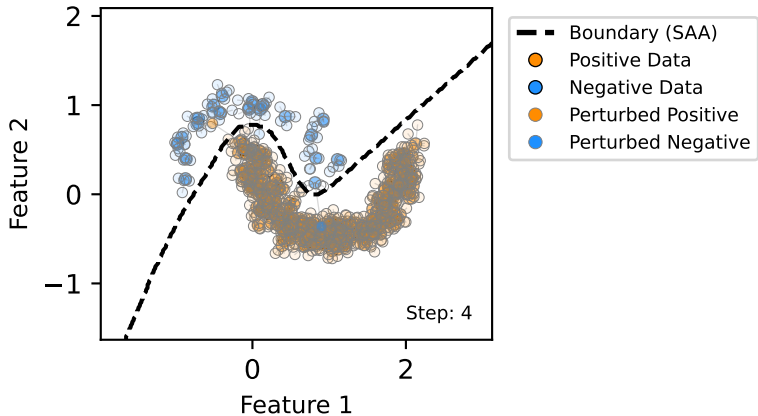 2
1
0
−1
Feature 2
0
2
Feature 1
Step: 4
Boundary (SAA)
Positive Data
Negative Data
Perturbed Positive
Perturbed Negative